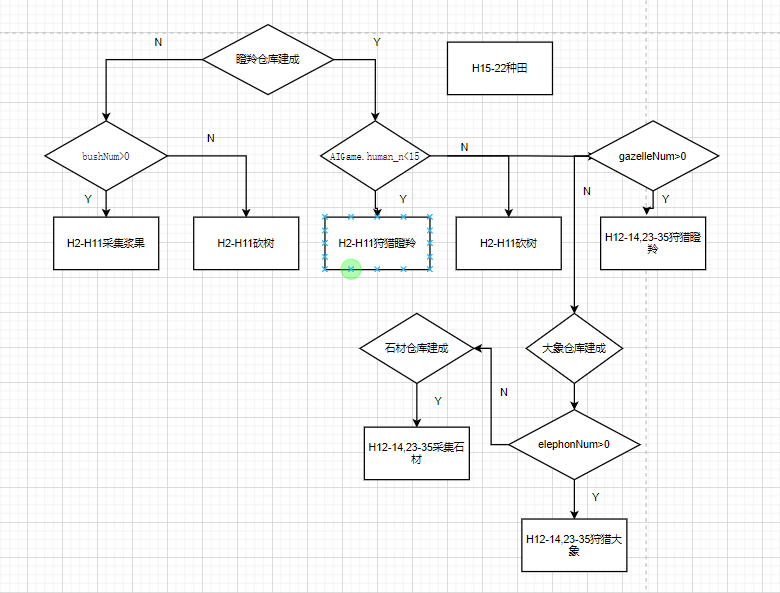 N
瞪羚仓库建成
Y
H15-22种田
bushNum>0
N
AIGame.human_n<15
N
gazelleNum>0
Y
Y
N
Y
H2-H11采集浆果
H2-H11砍树
H2-H11狩猎瞪羚
H2-H11砍树
H12-14,23-35狩猎瞪
羚
石材仓库建成
大象仓库建成
N
Y
H12-14,23-35采集石
材
elephonNum>0
Y
H12-14,23-35狩猎大
象